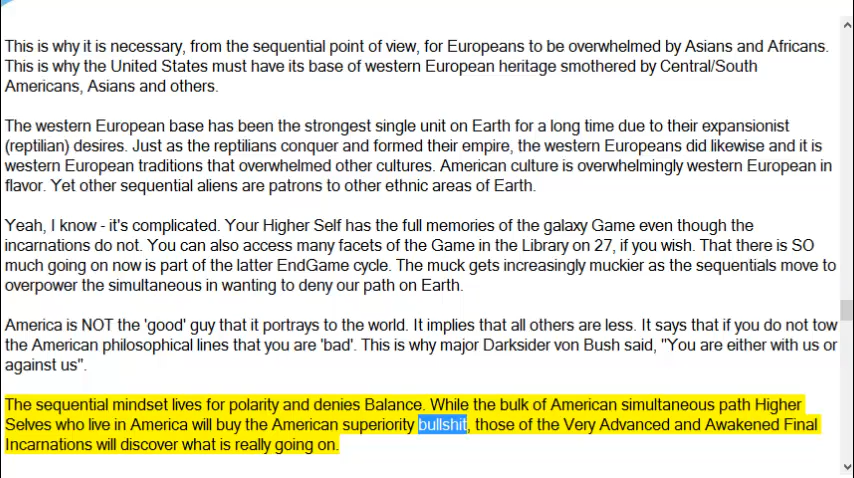 This is why it is necessary, from the sequential point of view, for Europeans to be overwhelmed by Asians and Africans.
This is why the United States must have its base of western European heritage smothered by Central/South
Americans, Asians and others.
The western European base has been the strongest single unit on Earth for a long time due to their expansionist
(reptilian) desires. Just as the reptilians conquer and formed their empire, the western Europeans did likewise and it is
western European traditions that overwhelmed other cultures. American culture is overwhelmingly western European in
flavor. Yet other sequential aliens are patrons to other ethnic areas of Earth.
Yeah, I know - it's complicated. Your Higher Self has the full memories of the galaxy Game even though the
incarnations do not. You can also access many facets of the Game in the Library on 27, if you wish. That there is SO
much going on now is part of the latter EndGame cycle. The muck gets increasingly muckier as the sequentials move to
overpower the simultaneous in wanting to deny our path on Earth.
America is NOT the 'good' guy that it portrays to the world. It implies that all others are less. It says that if you do not tow
the American philosophical lines that you are 'bad'. This is why major Darksider von Bush said, "You are either with us or
against us".
The sequential mindset lives for polarity and denies Balance. While the bulk of American simultaneous path Higher
Selves who live in America will buy the American superiority bullshit, those of the Very Advanced and Awakened Final
Incarnations will discover what is really going on.